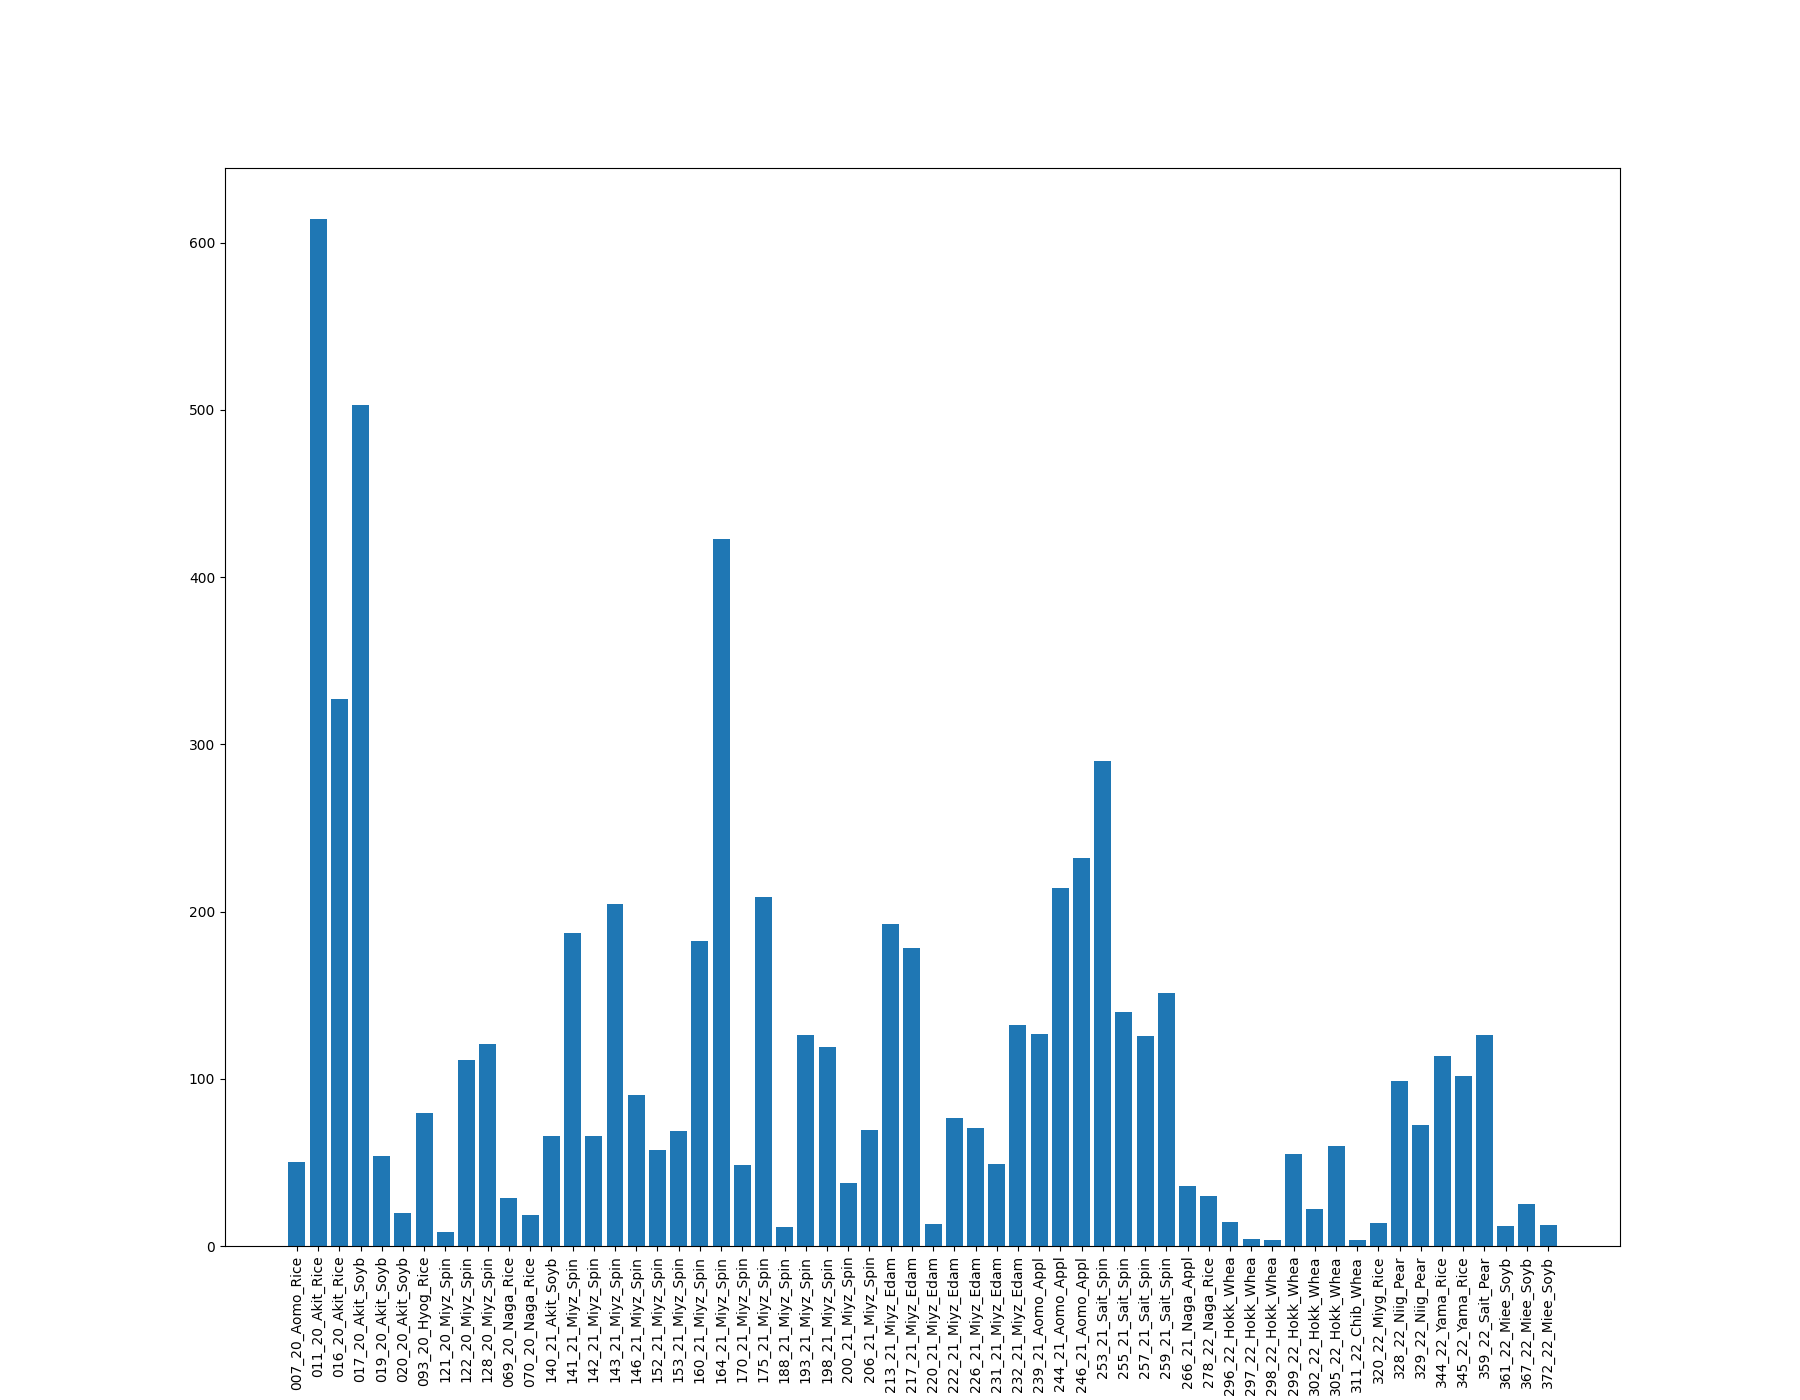 600
500
400
300
200
100
0
007_20_Aomo_Rice
011_20_Akit_Rice
016_20_Akit_Rice
017_20_Akit_Soyb
019_20_Akit_Soyb
020_20_Akit_Soyb
093_20_Hyog_Rice
121_20_Miyz_Spin
122_20_Miyz_Spin
128_20_Miyz_Spin
069_20_Naga_Rice
070_20_Naga_Rice
140_21_Akit_Soyb
141_21_Miyz_Spin
142_21_Miyz_Spin
143_21_Miyz_Spin
146_21_Miyz_Spin
152_21_Miyz_Spin
153_21_Miyz_Spin
160_21_Miyz_Spin
164_21_Miyz_Spin
170_21_Miyz_Spin
175_21_Miyz_Spin
188_21_Miyz_Spin
193_21_Miyz_Spin
198_21_Miyz_Spin
200_21_Miyz_Spin
206_21_Miyz_Spin
213_21_Miyz_Edam
217_21_Miyz_Edam
220_21_Miyz_Edam
222_21_Miyz_Edam
226_21_Miyz_Edam
231_21_Miyz_Edam
232_21_Miyz_Edam
239_21_Aomo_Appl
244_21_Aomo_Appl
246_21_Aomo_Appl
253_21_Sait_Spin
255_21_Sait_Spin
257_21_Sait_Spin
259_21_Sait_Spin
266_21_Naga_Appl
278_22_Naga_Rice
296_22_Hokk_Whea
297_22_Hokk_Whea
298_22_Hokk_Whea
299_22_Hokk_Whea
302_22_Hokk_Whea
305_22_Hokk_Whea
311_22_Chib_Whea
320_22_Miyg_Rice
328_22_Niig_Pear
329_22_Niig_Pear
344_22_Yama_Rice
345_22_Yama_Rice
359_22_Sait_Pear
361_22_Miee_Soyb
367_22_Miee_Soyb
372_22_Miee_Soyb